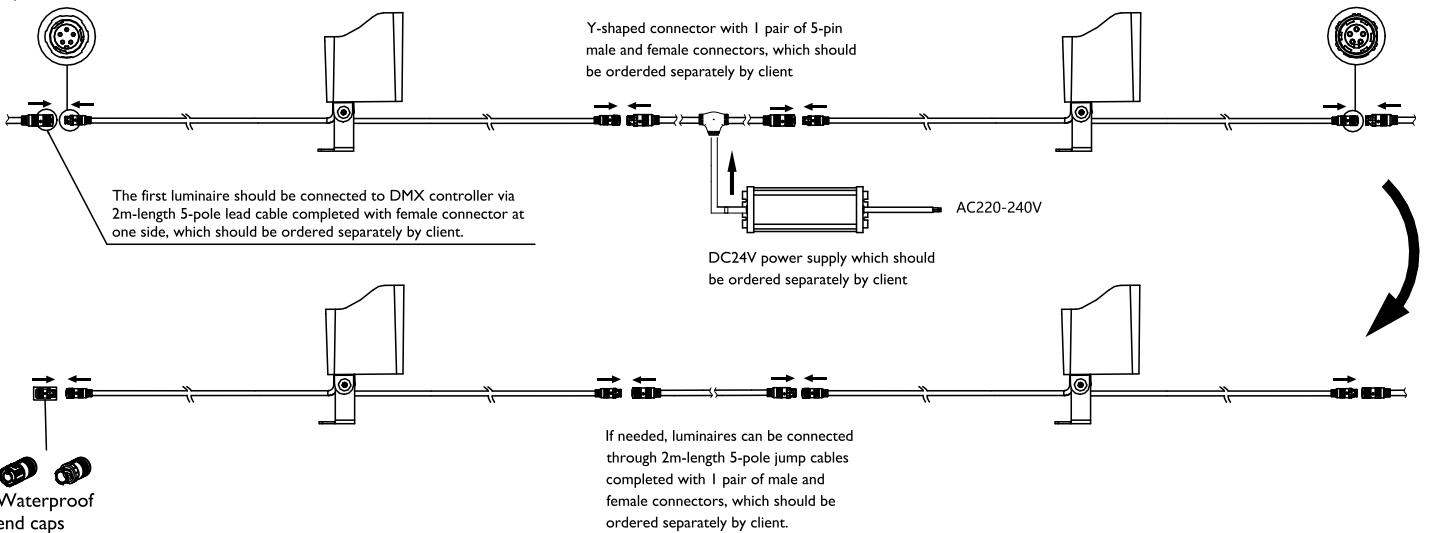 Y-shaped connector with 1 pair of 5-pin
male and female connectors, which should
be orderded separately by client
The first luminaire should be connected to DMX controller via
2m-length 5-pole lead cable completed with female connector at
one side, which should be ordered separately by client.
AC220-240V
DC24V power supply which should
be ordered separately by client
If needed, luminaires can be connected
through 2m-length 5-pole jump cables
completed with 1 pair of male and
female connectors, which should be
ordered separately by client.
Waterproof
end caps